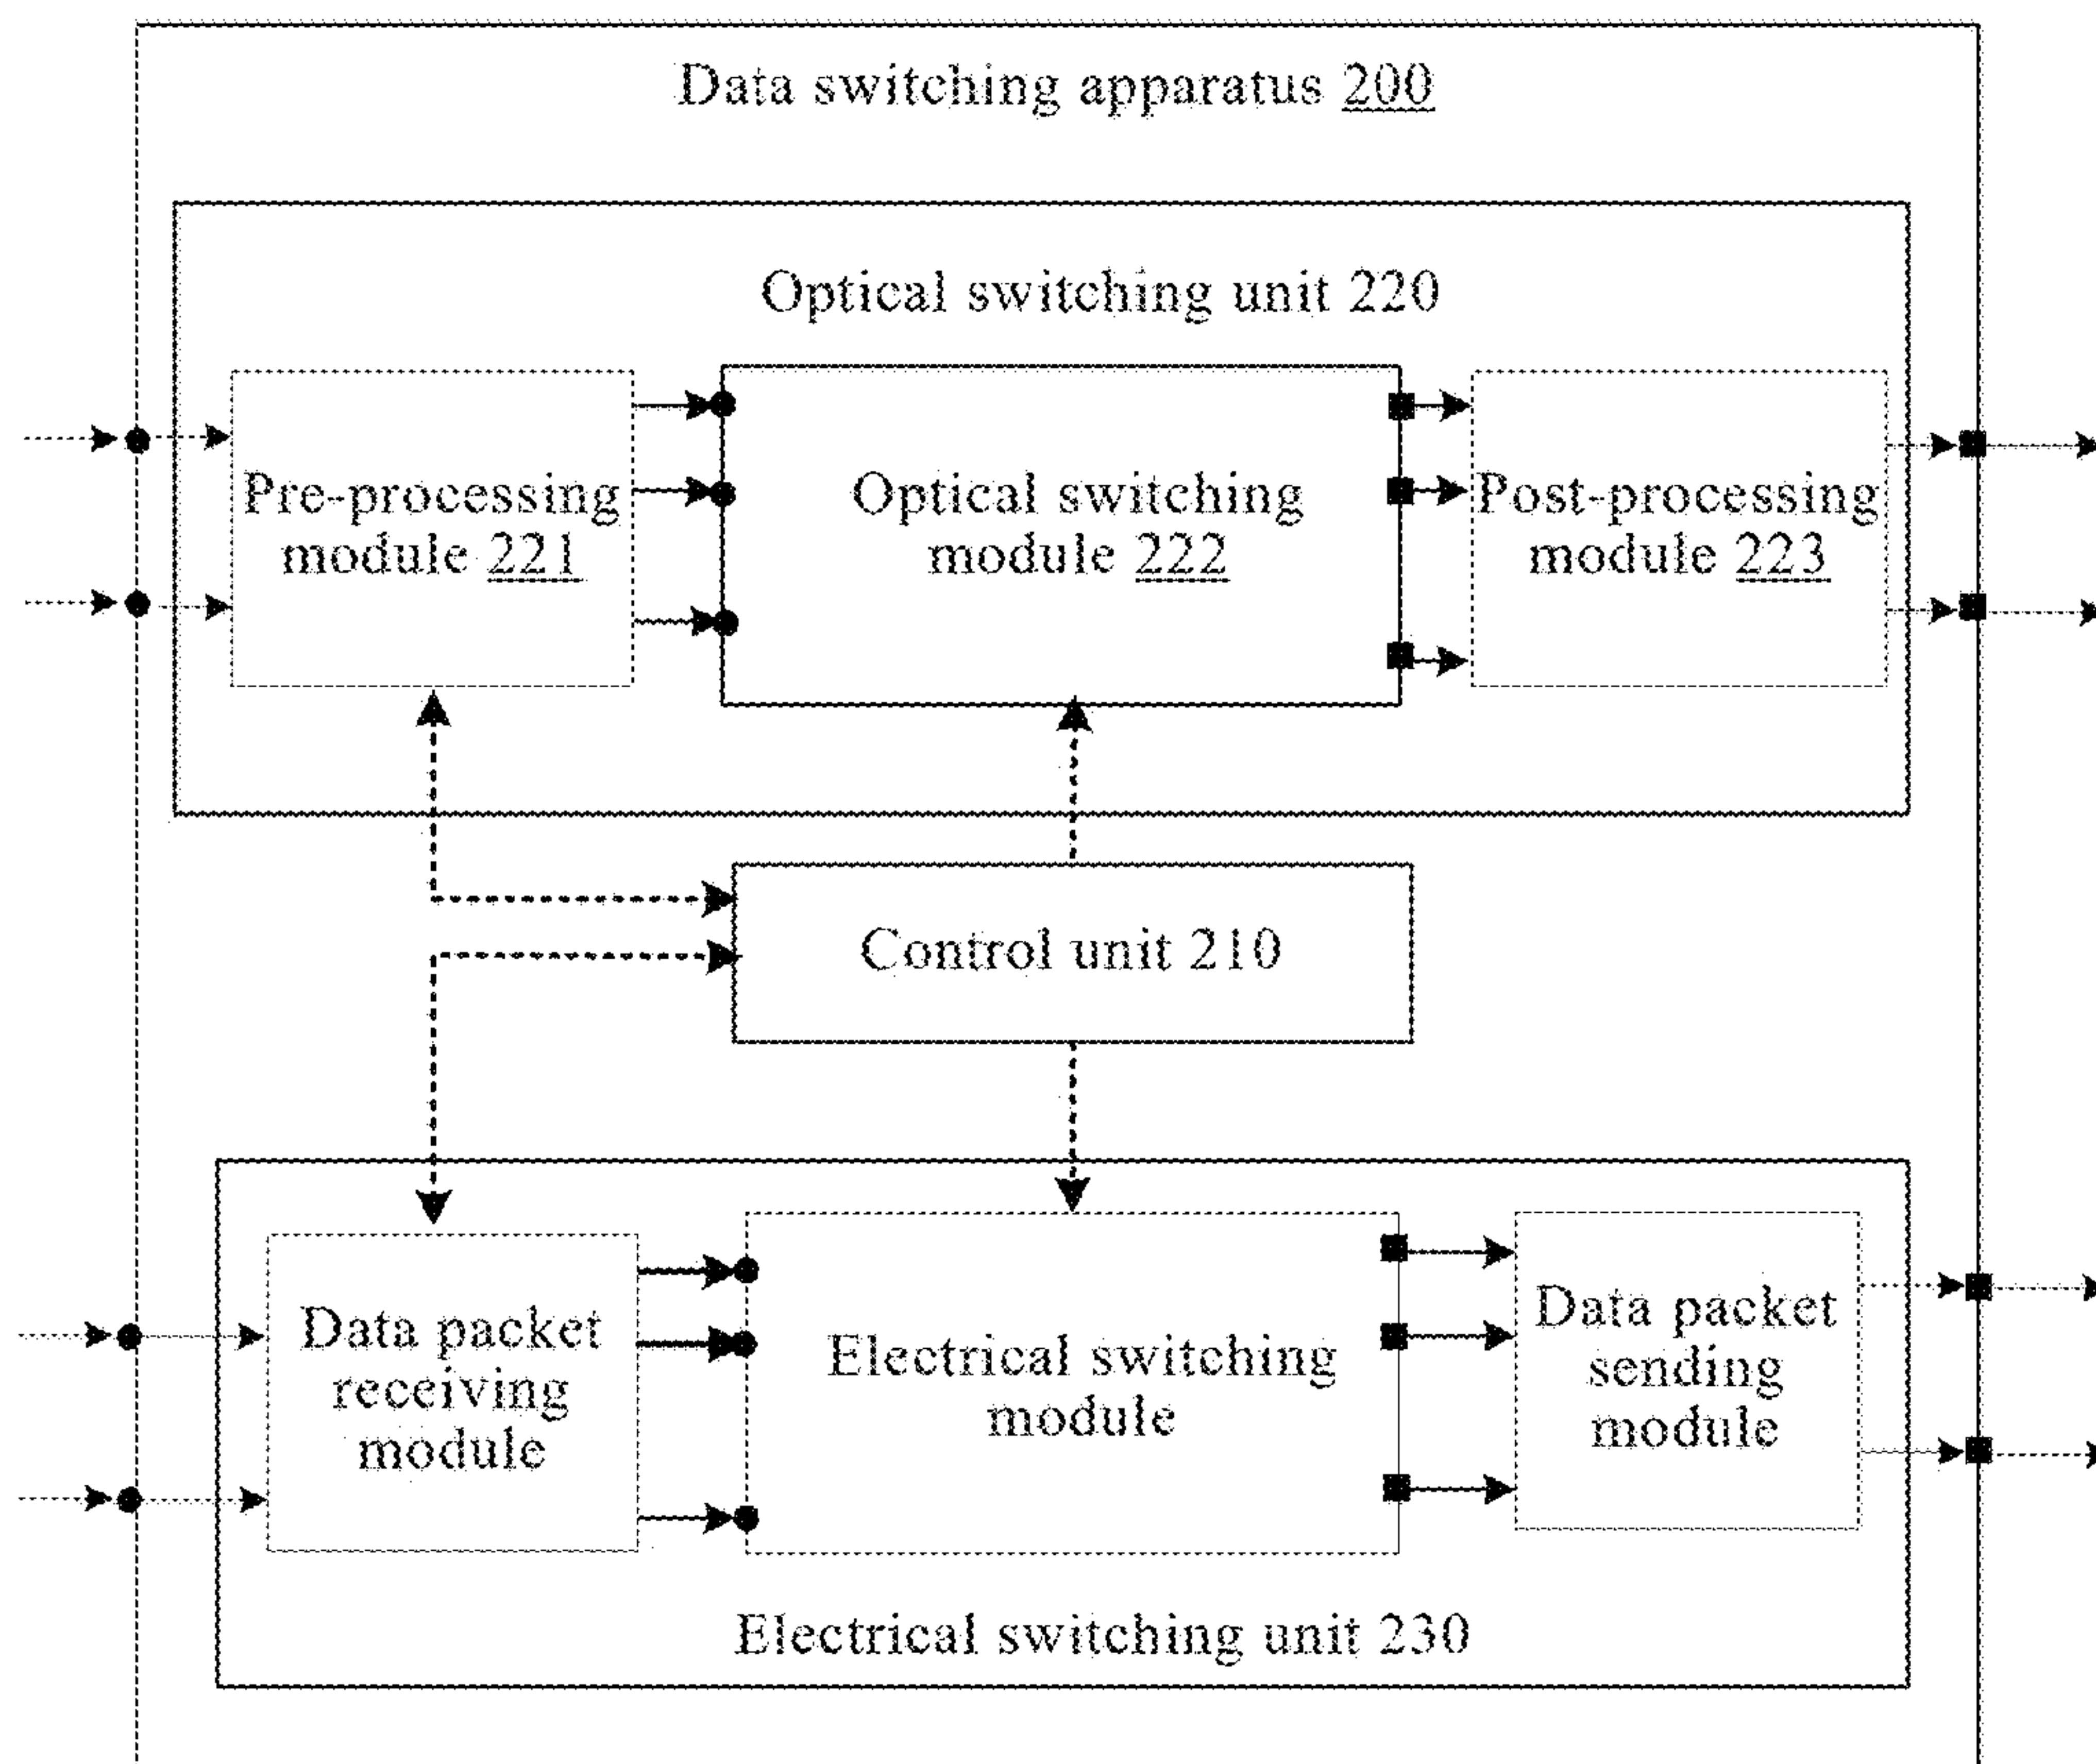 Data switching apparatus 200
Optical switching unit 220
Pre-processing
module 221
Optical switching
module 222
Post-processing
module 223
Control unit 210
Data packet
receiving
module
Electrical switching
module
Data packet
sending
module
Electrical switching unit 230